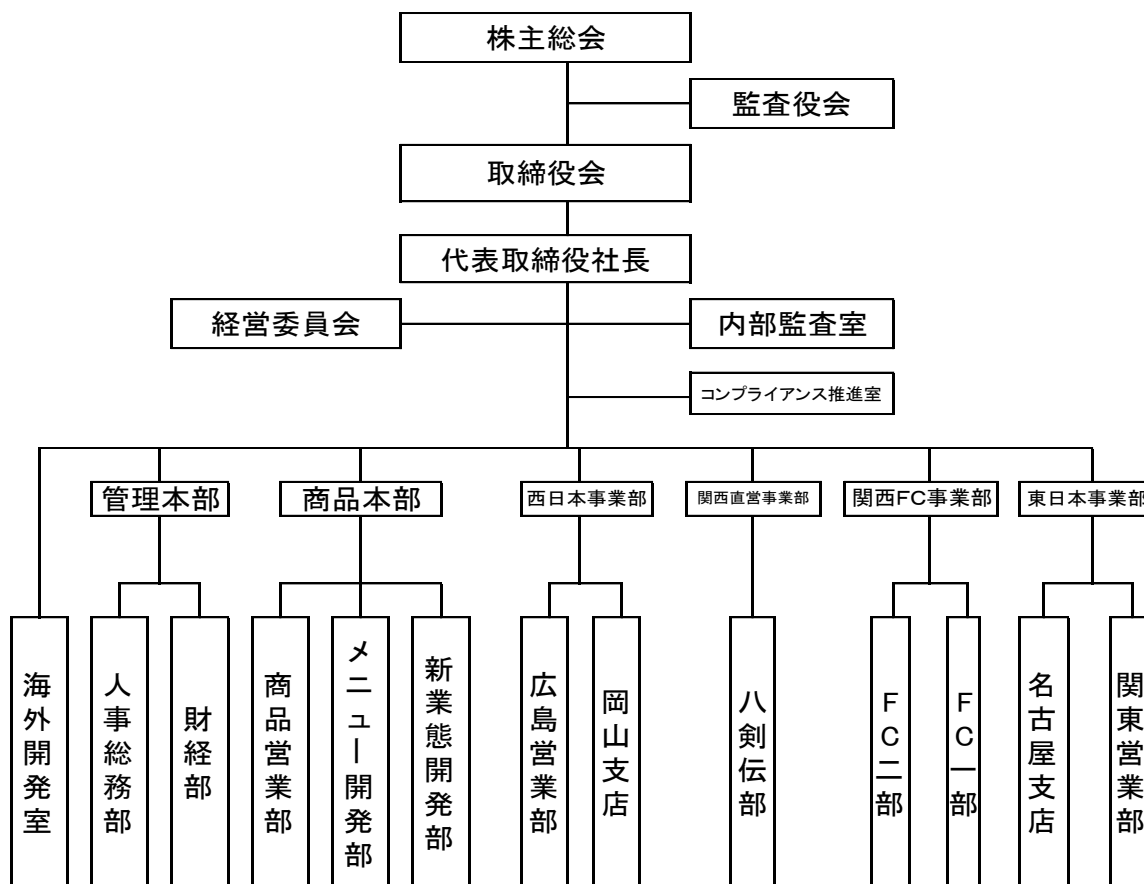 株主総会
監査役会
取締役会
代表取締役社長
経営委員会
内部監査室
コンプライアンス推進室
管理本部
商品本部
西日本事業部
関西直営事業部
関西FC事業部
東日本事業部
海外開発室
人事総務部
財経部
商品営業部
メニュー開発部
新業態開発部
広島営業部
岡山支店
八剣伝部
FC二部
FC一部
名古屋支店
関東営業部